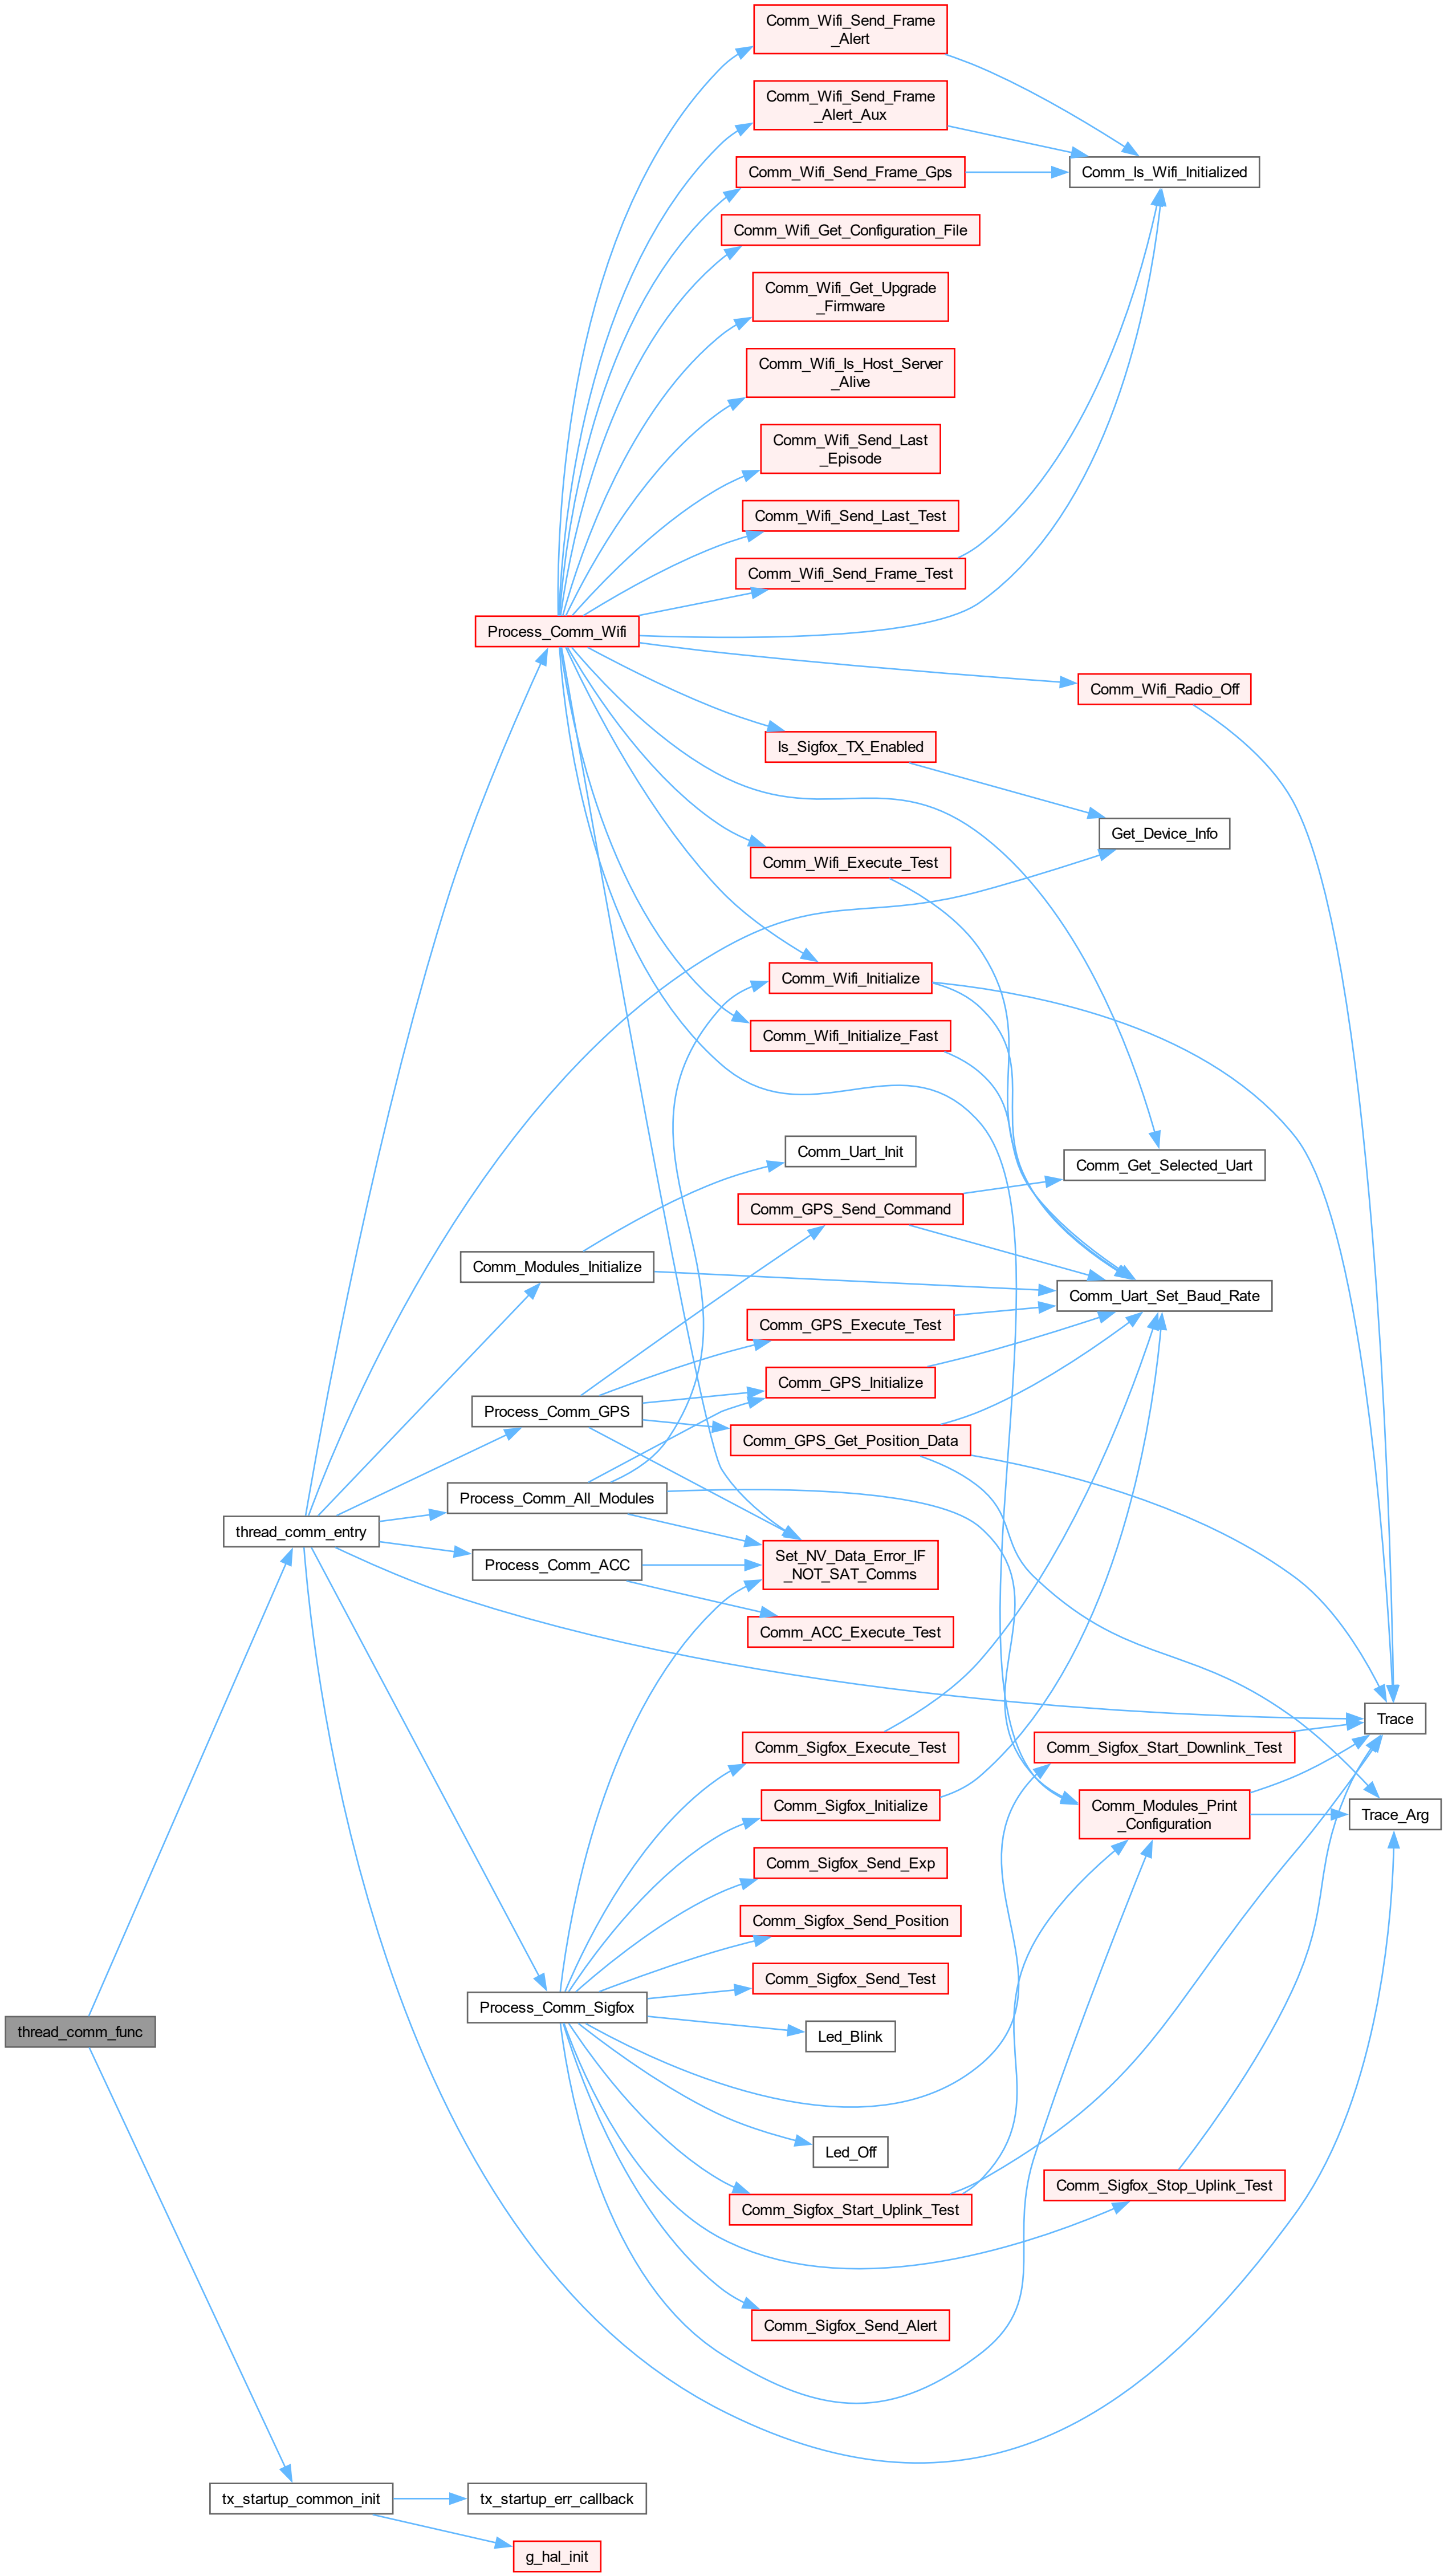 Comm_Wifi_Send_Frame
_Alert
Comm_Wifi_Send_Frame
_Alert_Aux
Comm_Wifi_Send_Frame_Gps
Comm_Is_Wifi_Initialized
Comm_Wifi_Get_Configuration_File
Comm_Wifi_Get_Upgrade
_Firmware
Comm_Wifi_Is_Host_Server
_Alive
Comm_Wifi_Send_Last
_Episode
Comm_Wifi_Send_Last_Test
Comm_Wifi_Send_Frame_Test
Process_Comm_Wifi
Comm_Wifi_Radio_Off
Is_Sigfox_TX_Enabled
Get_Device_Info
Comm_Wifi_Execute_Test
Comm_Wifi_Initialize
Comm_Wifi_Initialize_Fast
Comm_Uart_Init
Comm_Get_Selected_Uart
Comm_GPS_Send_Command
Comm_Modules_Initialize
Comm_Uart_Set_Baud_Rate
Comm_GPS_Execute_Test
Comm_GPS_Initialize
Process_Comm_GPS
Comm_GPS_Get_Position_Data
Process_Comm_All_Modules
thread_comm_entry
Set_NV_Data_Error_IF
_NOT_SAT_Comms
Process_Comm_ACC
Comm_ACC_Execute_Test
Trace
Comm_Sigfox_Execute_Test
Comm_Sigfox_Start_Downlink_Test
Comm_Sigfox_Initialize
Comm_Modules_Print
_Configuration
Trace_Arg
Comm_Sigfox_Send_Exp
Comm_Sigfox_Send_Position
Comm_Sigfox_Send_Test
Process_Comm_Sigfox
thread_comm_func
Led_Blink
Led_Off
Comm_Sigfox_Stop_Uplink_Test
Comm_Sigfox_Start_Uplink_Test
Comm_Sigfox_Send_Alert
tx_startup_common_init
tx_startup_err_callback
g_hal_init